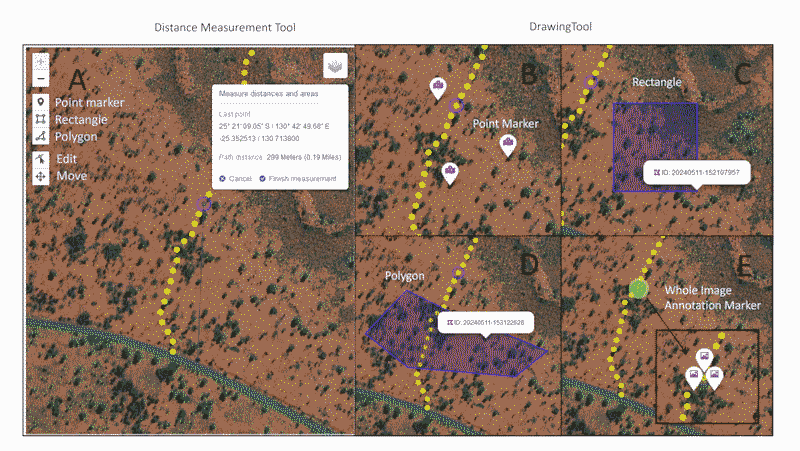 Distance Measurement Tool
DrawingTool
A
+
−
Point marker
Rectangle
Polygon
Edit
Move
Measure distances and areas
Last point
25° 21' 09.05" S / 130° 42' 49.68" E
-25.352513 / 130.713800
Path distance 299 Meters (0.19 Miles)
Cancel
Finish measurement
B
Point Marker
C
Rectangle
ID: 20240511-152107957
D
Polygon
ID: 20240511-153122928
E
Whole Image
Annotation Marker